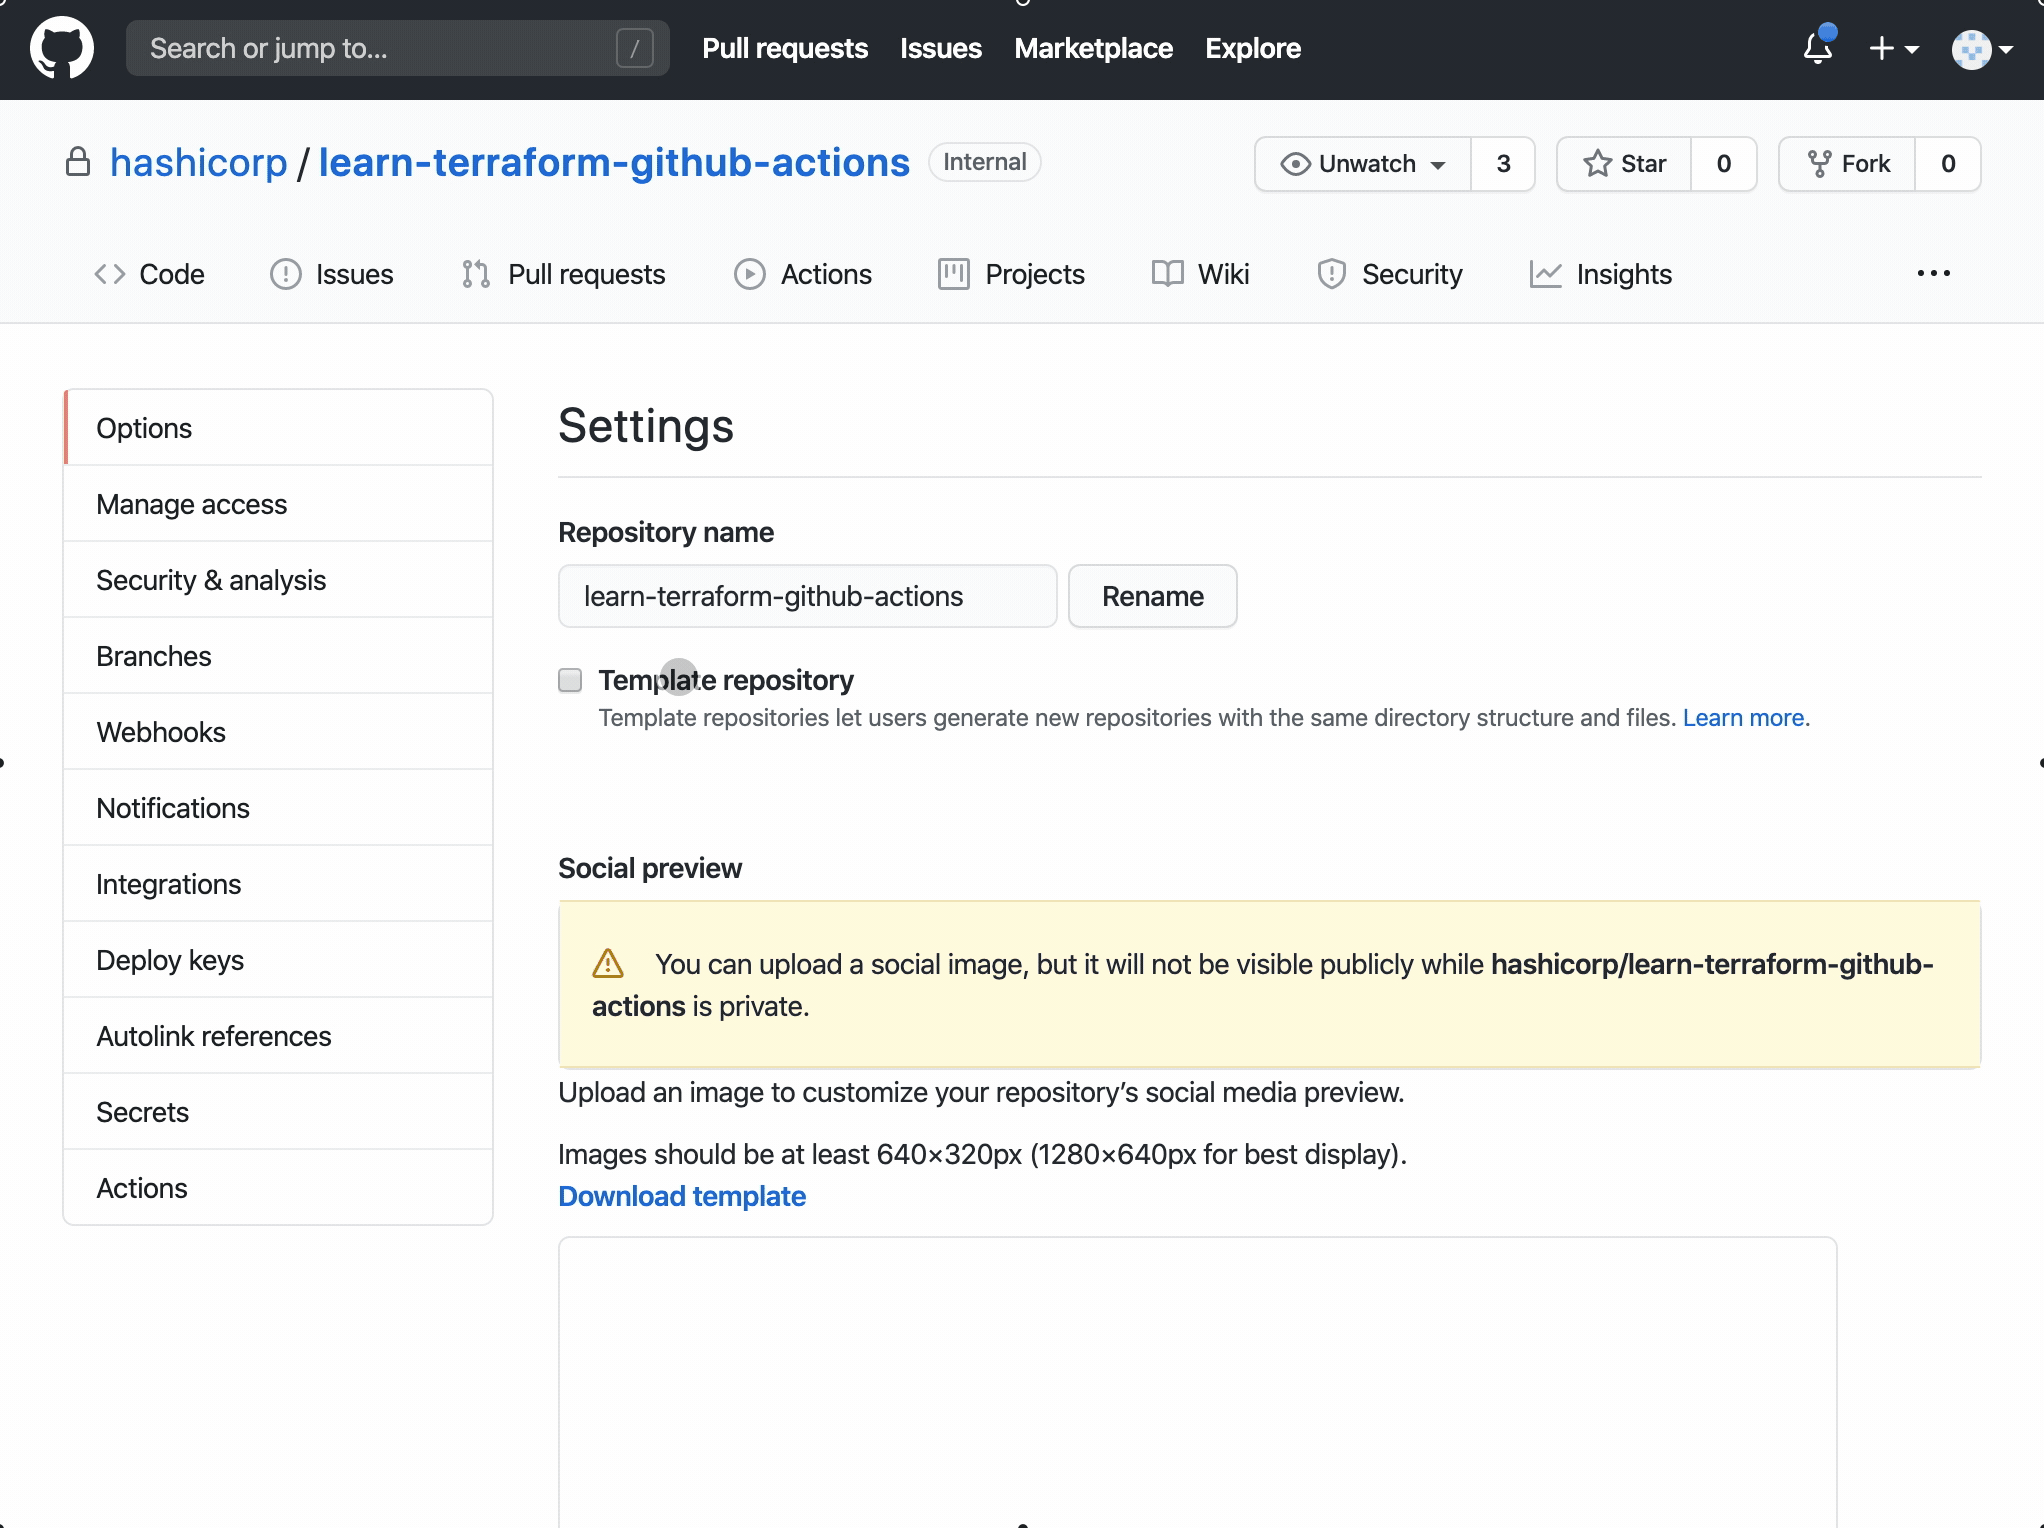 Search or jump to... /
Pull requests Issues Marketplace Explore
hashicorp / learn-terraform-github-actions Internal
Unwatch 3 Star 0 Fork 0
Code Issues Pull requests Actions Projects Wiki Security Insights ...
Options
Manage access
Security & analysis
Branches
Webhooks
Notifications
Integrations
Deploy keys
Autolink references
Secrets
Actions
Settings
Repository name
learn-terraform-github-actions Rename
Template repository
Template repositories let users generate new repositories with the same directory structure and files. Learn more.
Social preview
You can upload a social image, but it will not be visible publicly while hashicorp/learn-terraform-github-
actions is private.
Upload an image to customize your repository’s social media preview.
Images should be at least 640×320px (1280×640px for best display).
Download template